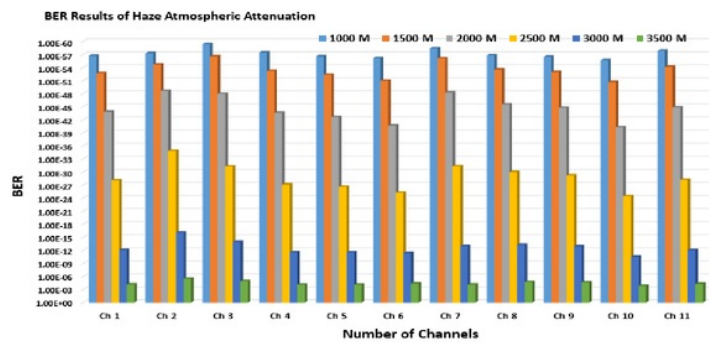 BER Results of Haze Atmospheric Attenuation
1000 M 1500 M 2000 M 2500 M 3000 M 3500 M
1.00E-60
1.00E-57
1.00E-54
1.00E-51
1.00E-48
1.00E-45
1.00E-42
1.00E-39
1.00E-36
1.00E-33
1.00E-30
1.00E-27
1.00E-24
1.00E-21
1.00E-18
1.00E-15
1.00E-12
1.00E-09
1.00E-06
1.00E-03
1.00E+00
BER
Ch 1 Ch 2 Ch 3 Ch 4 Ch 5 Ch 6 Ch 7 Ch 8 Ch 9 Ch 10 Ch 11
Number of Channels